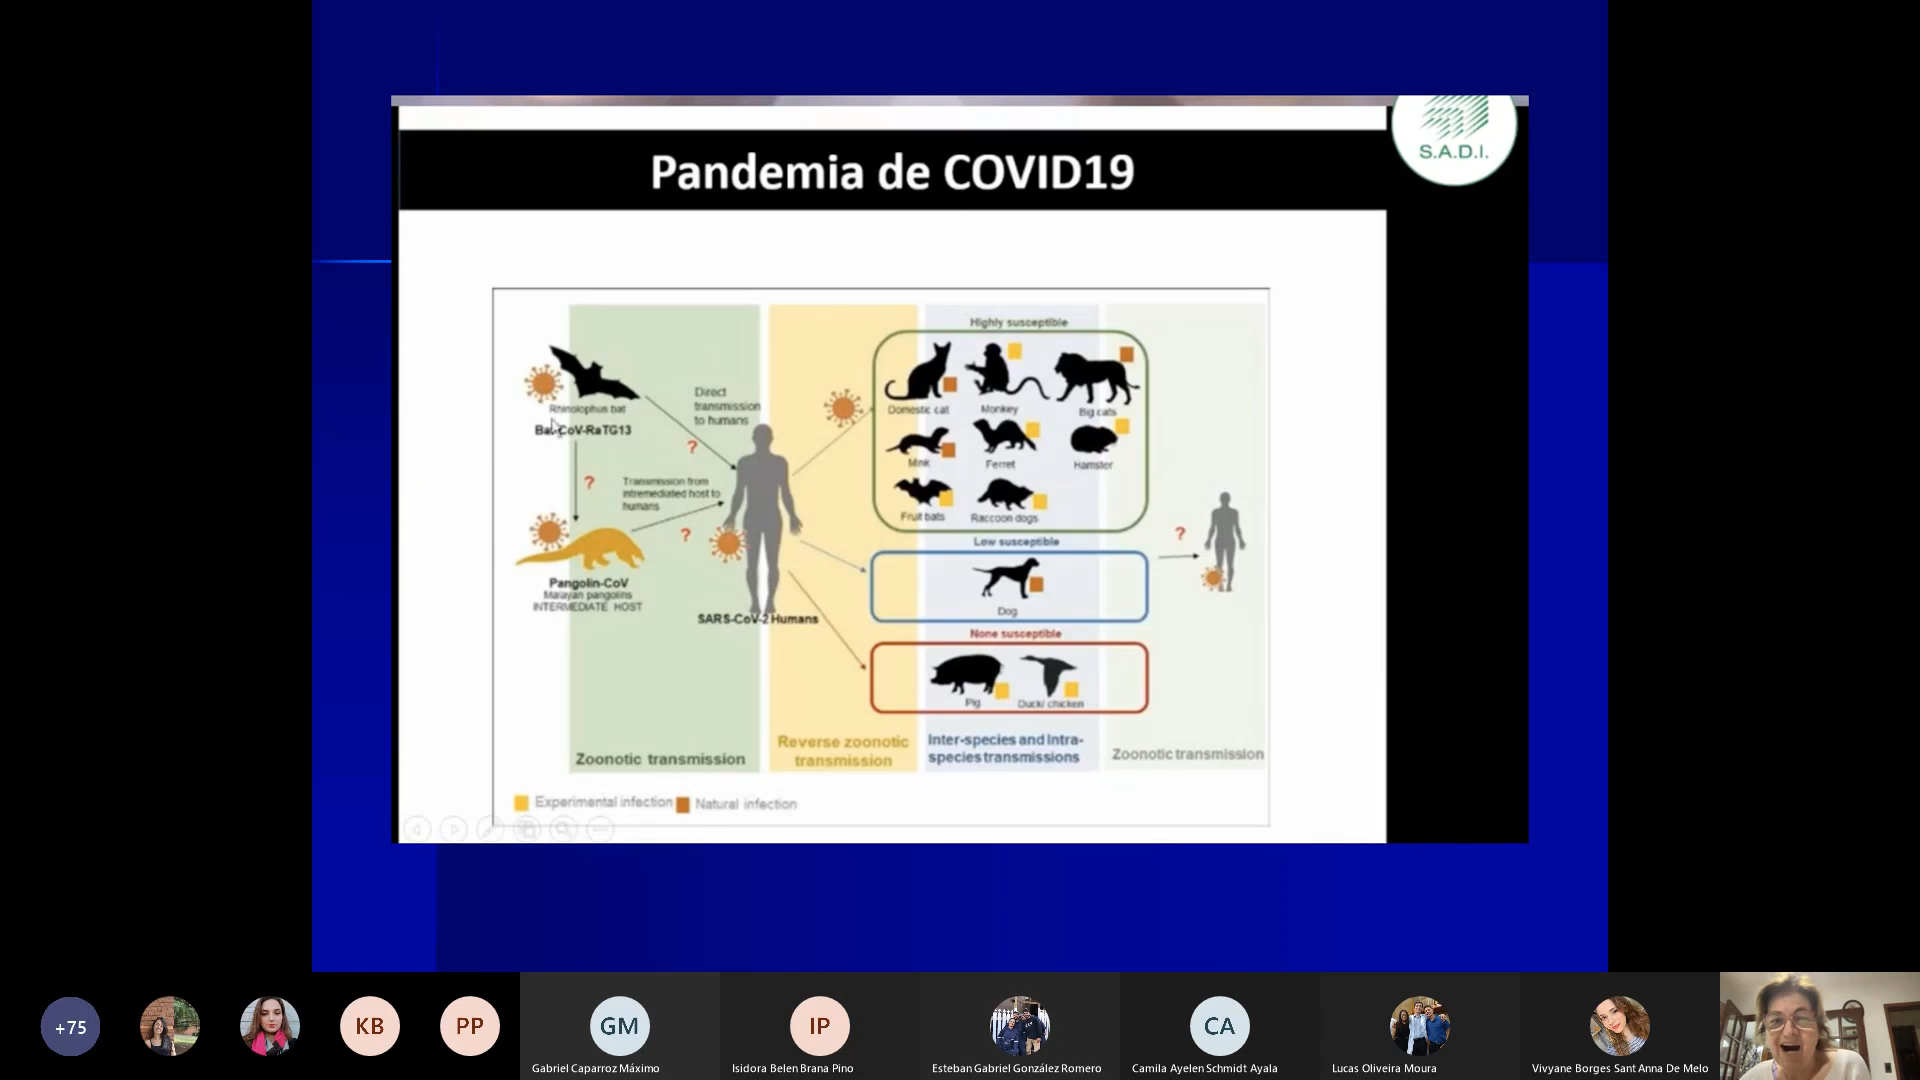 S.A.D.I.
Pandemia de COVID19
Highly susceptible
Rhinolophus bat
Bat-CoV-RaTG13
Direct
transmission
to humans
?
Domestic cat
Monkey
Big cats
Mink
Ferret
Hamster
?
Transmission from
intremediated host to
humans
?
Fruit bats
Raccoon dogs
Low susceptible
?
Pangolin-CoV
Malayan pangolins
INTERMEDIATE HOST
Dog
SARS-CoV-2 Humans
None susceptible
Pig
Duck/ chicken
Zoonotic transmission
Reverse zoonotic
transmission
Inter-species and Intra-
species transmissions
Zoonotic transmission
Experimental infection
Natural infection
+75
KB
PP
GM
Gabriel Caparroz Máximo
IP
Isidora Belen Brana Pino
Esteban Gabriel González Romero
CA
Camila Ayelen Schmidt Ayala
Lucas Oliveira Moura
Vivyane Borges Sant Anna De Melo